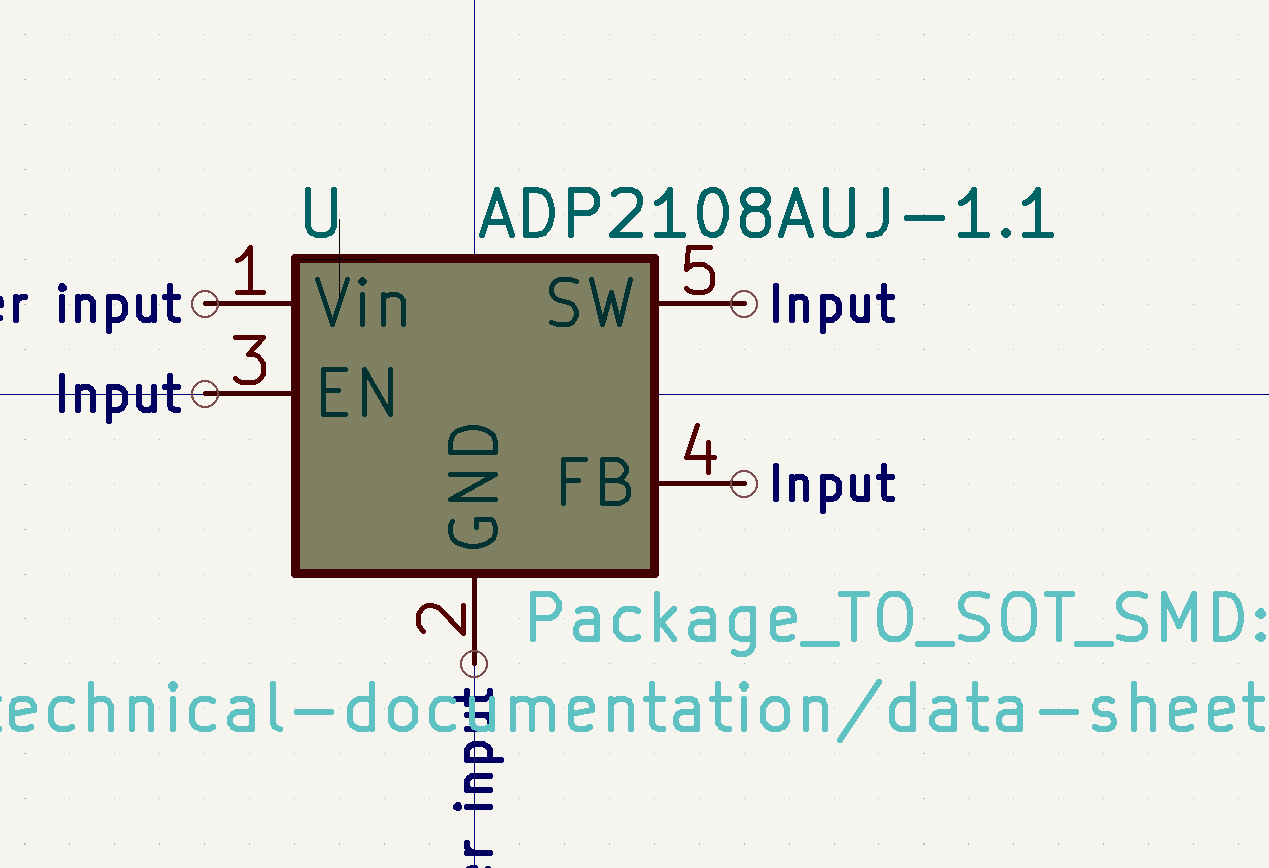 U ADP2108AUJ-1.1
1 5
er input Vin SW Input
3
Input EN
4
GND FB Input
2
Package_TO_SOT_SMD:
technical-documentation/data-sheet
er input